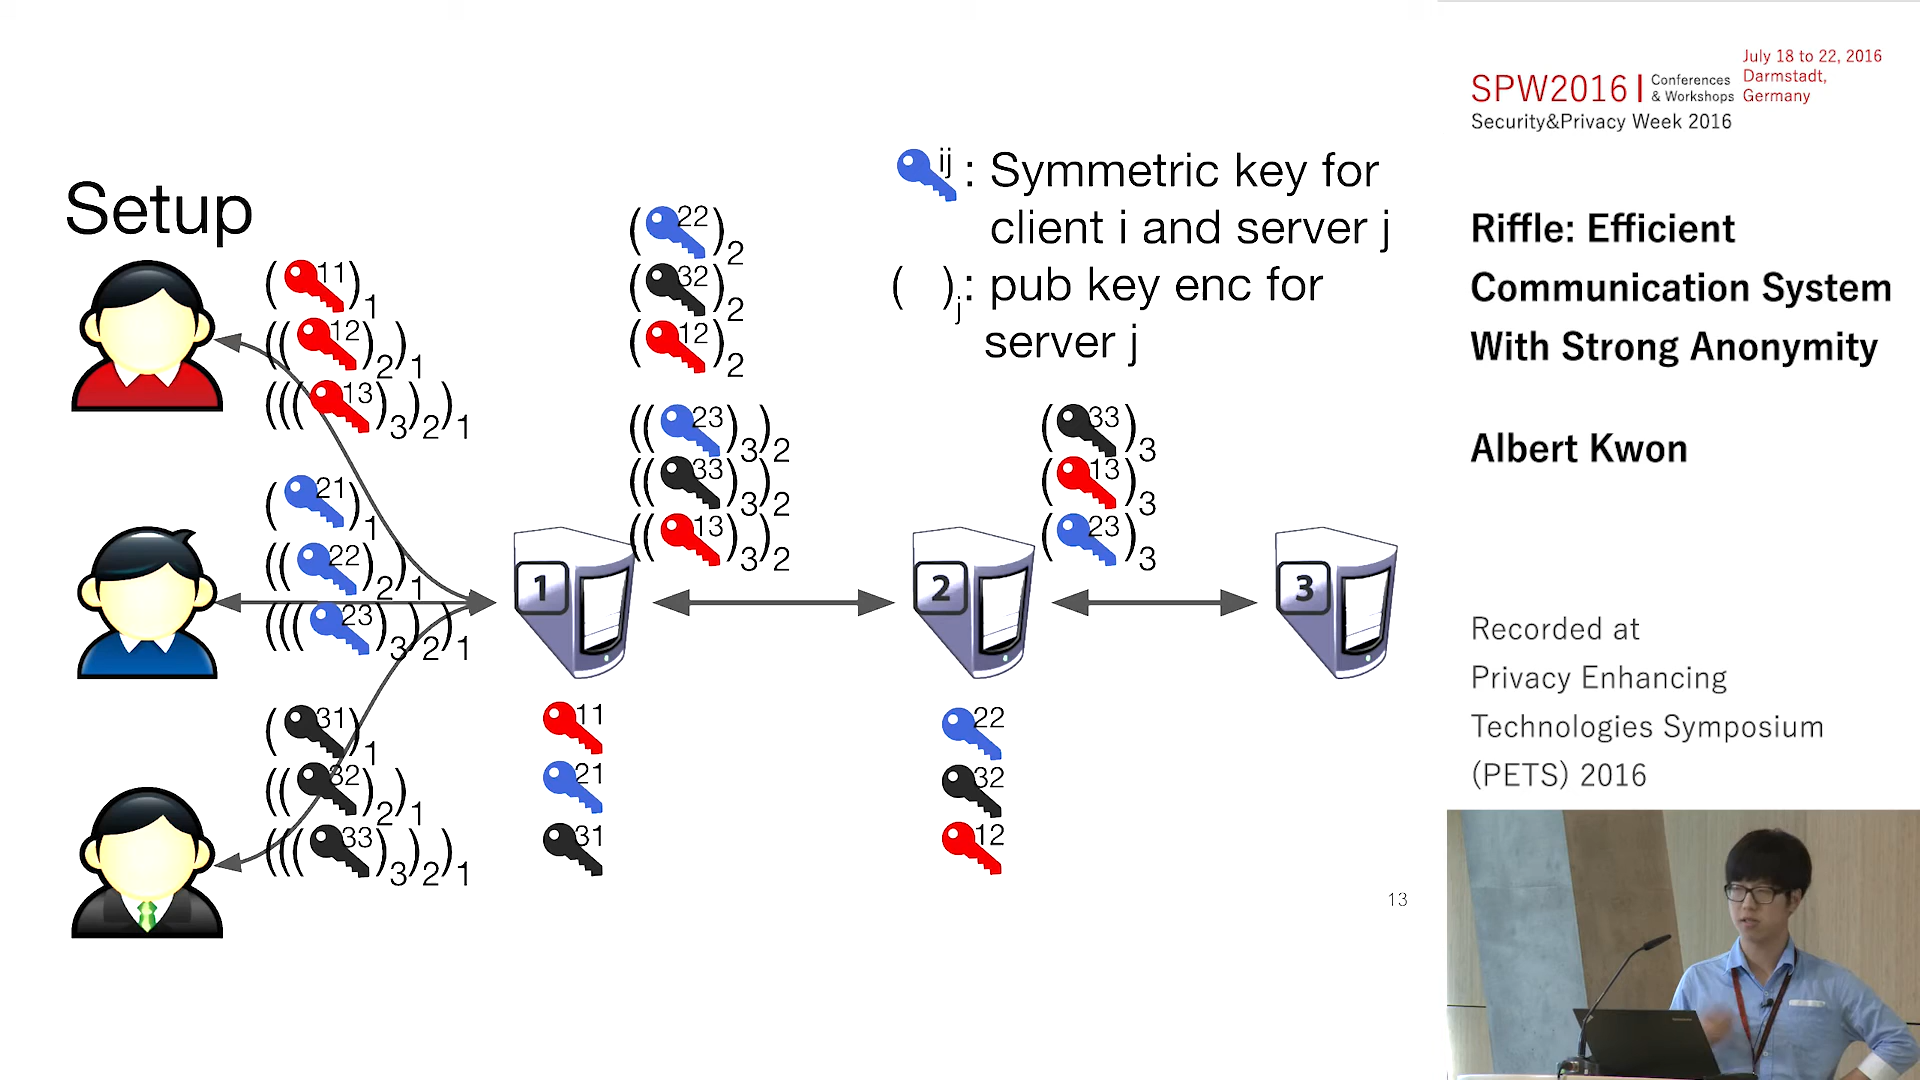 Setup
(11)1
((12)2)1
(((13)3)2)1
(21)1
((22)2)1
(((23)3)2)1
(31)1
((32)2)1
(((33)3)2)1
(22)2
(32)2
(12)2
((23)3)2
((33)3)2
((13)3)2
(33)3
(13)3
(23)3
ij : Symmetric key for
client i and server j
( )j: pub key enc for
server j
1
2
3
11
21
31
22
32
12
13
SPW2016 | Conferences & Workshops
July 18 to 22, 2016
Darmstadt,
Germany
Security&Privacy Week 2016
Riffle: Efficient
Communication System
With Strong Anonymity
Albert Kwon
Recorded at
Privacy Enhancing
Technologies Symposium
(PETS) 2016